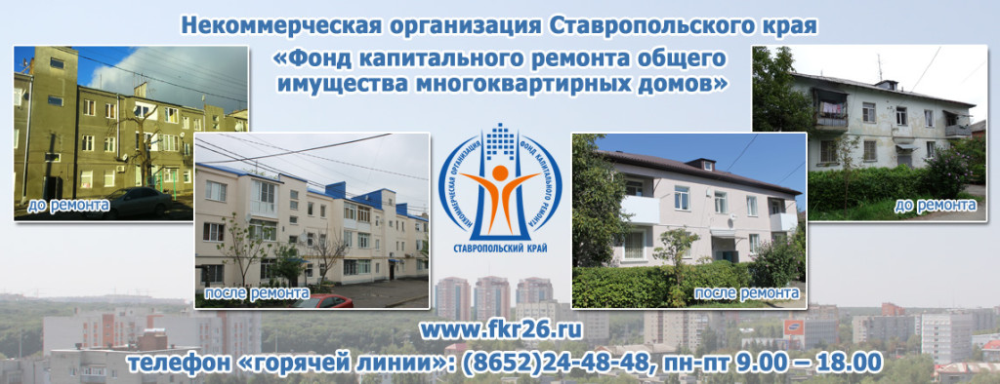 Некоммерческая организация Ставропольского края
«Фонд капитального ремонта общего
имущества многоквартирных домов»
до ремонта
после ремонта
НЕКОММЕРЧЕСКАЯ ОРГАНИЗАЦИЯ
ФОНД КАПИТАЛЬНОГО РЕМОНТА
СТАВРОПОЛЬСКИЙ КРАЙ
после ремонта
до ремонта
www.fkr26.ru
телефон «горячей линии»: (8652)24-48-48, пн-пт 9.00 – 18.00